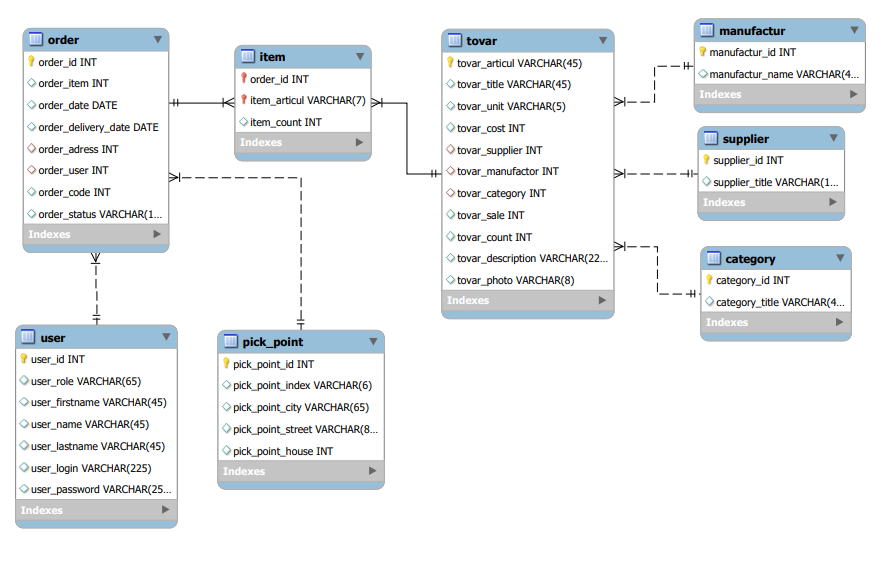 order
order_id INT
order_item INT
order_date DATE
order_delivery_date DATE
order_adress INT
order_user INT
order_code INT
order_status VARCHAR(1...
Indexes
item
order_id INT
item_articul VARCHAR(7)
item_count INT
Indexes
tovar
tovar_articul VARCHAR(45)
tovar_title VARCHAR(45)
tovar_unit VARCHAR(5)
tovar_cost INT
tovar_supplier INT
tovar_manufactor INT
tovar_category INT
tovar_sale INT
tovar_count INT
tovar_description VARCHAR(22...
tovar_photo VARCHAR(8)
Indexes
manufactur
manufactur_id INT
manufactur_name VARCHAR(4...
Indexes
supplier
supplier_id INT
supplier_title VARCHAR(1...
Indexes
category
category_id INT
category_title VARCHAR(4...
Indexes
user
user_id INT
user_role VARCHAR(65)
user_firstname VARCHAR(45)
user_name VARCHAR(45)
user_lastname VARCHAR(45)
user_login VARCHAR(225)
user_password VARCHAR(25...
Indexes
pick_point
pick_point_id INT
pick_point_index VARCHAR(6)
pick_point_city VARCHAR(65)
pick_point_street VARCHAR(8...
pick_point_house INT
Indexes